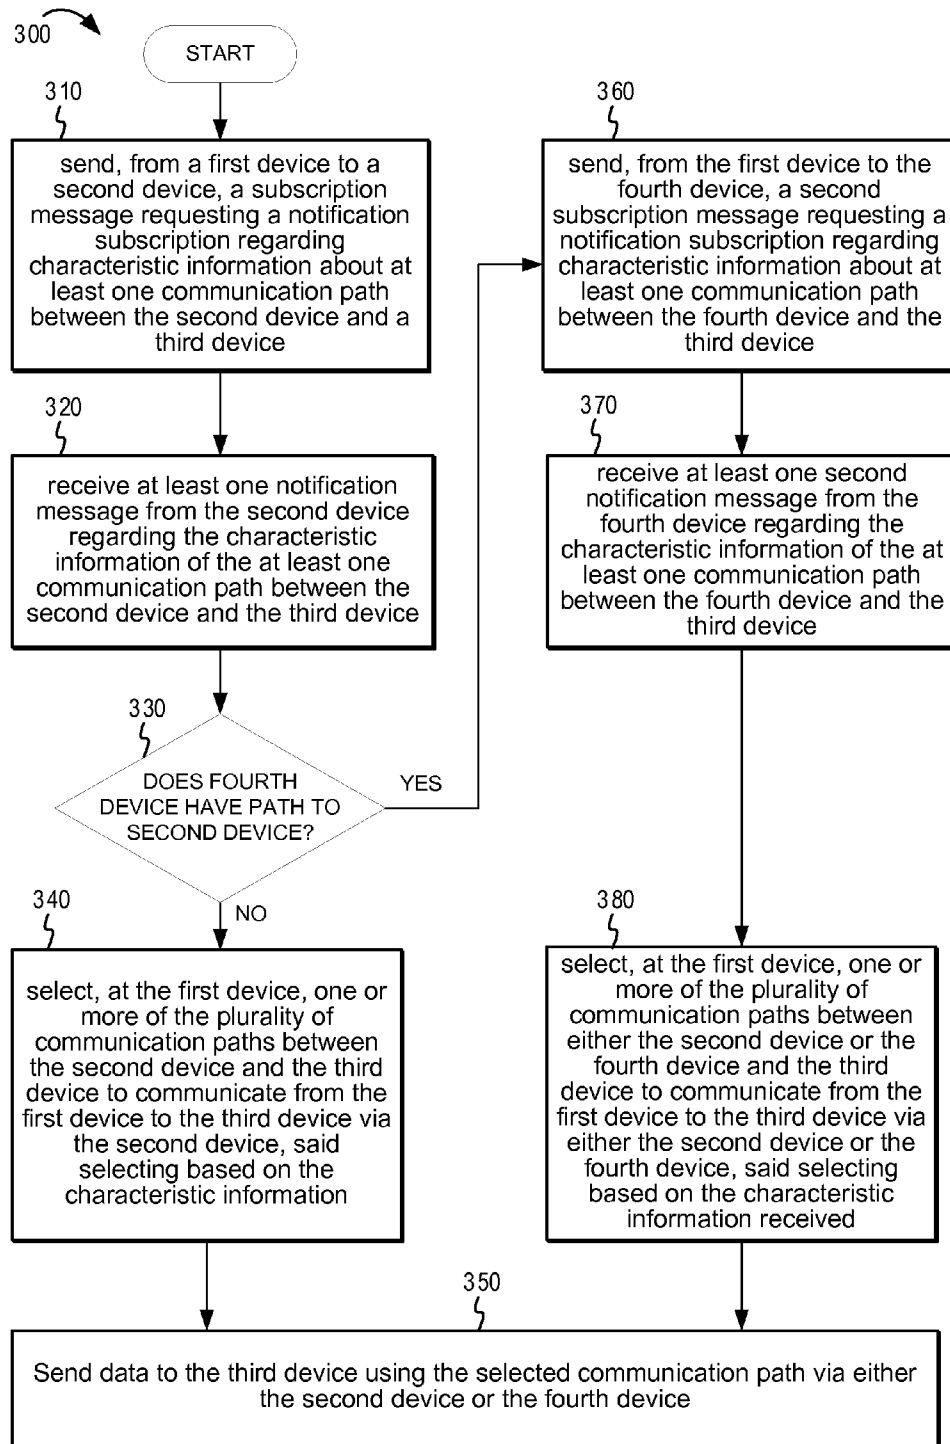 300
START
310
send, from a first device to a
second device, a subscription
message requesting a notification
subscription regarding
characteristic information about at
least one communication path
between the second device and a
third device
320
receive at least one notification
message from the second device
regarding the characteristic
information of the at least one
communication path between the
second device and the third device
330
DOES FOURTH
DEVICE HAVE PATH TO
SECOND DEVICE?
YES
NO
340
select, at the first device, one or
more of the plurality of
communication paths between
the second device and the third
device to communicate from the
first device to the third device via
the second device, said
selecting based on the
characteristic information
360
send, from the first device to the
fourth device, a second
subscription message requesting a
notification subscription regarding
characteristic information about at
least one communication path
between the fourth device and the
third device
370
receive at least one second
notification message from the
fourth device regarding the
characteristic information of the at
least one communication path
between the fourth device and the
third device
380
select, at the first device, one or
more of the plurality of
communication paths between
either the second device or the
fourth device and the third
device to communicate from the
first device to the third device via
either the second device or the
fourth device, said selecting
based on the characteristic
information received
350
Send data to the third device using the selected communication path via either
the second device or the fourth device